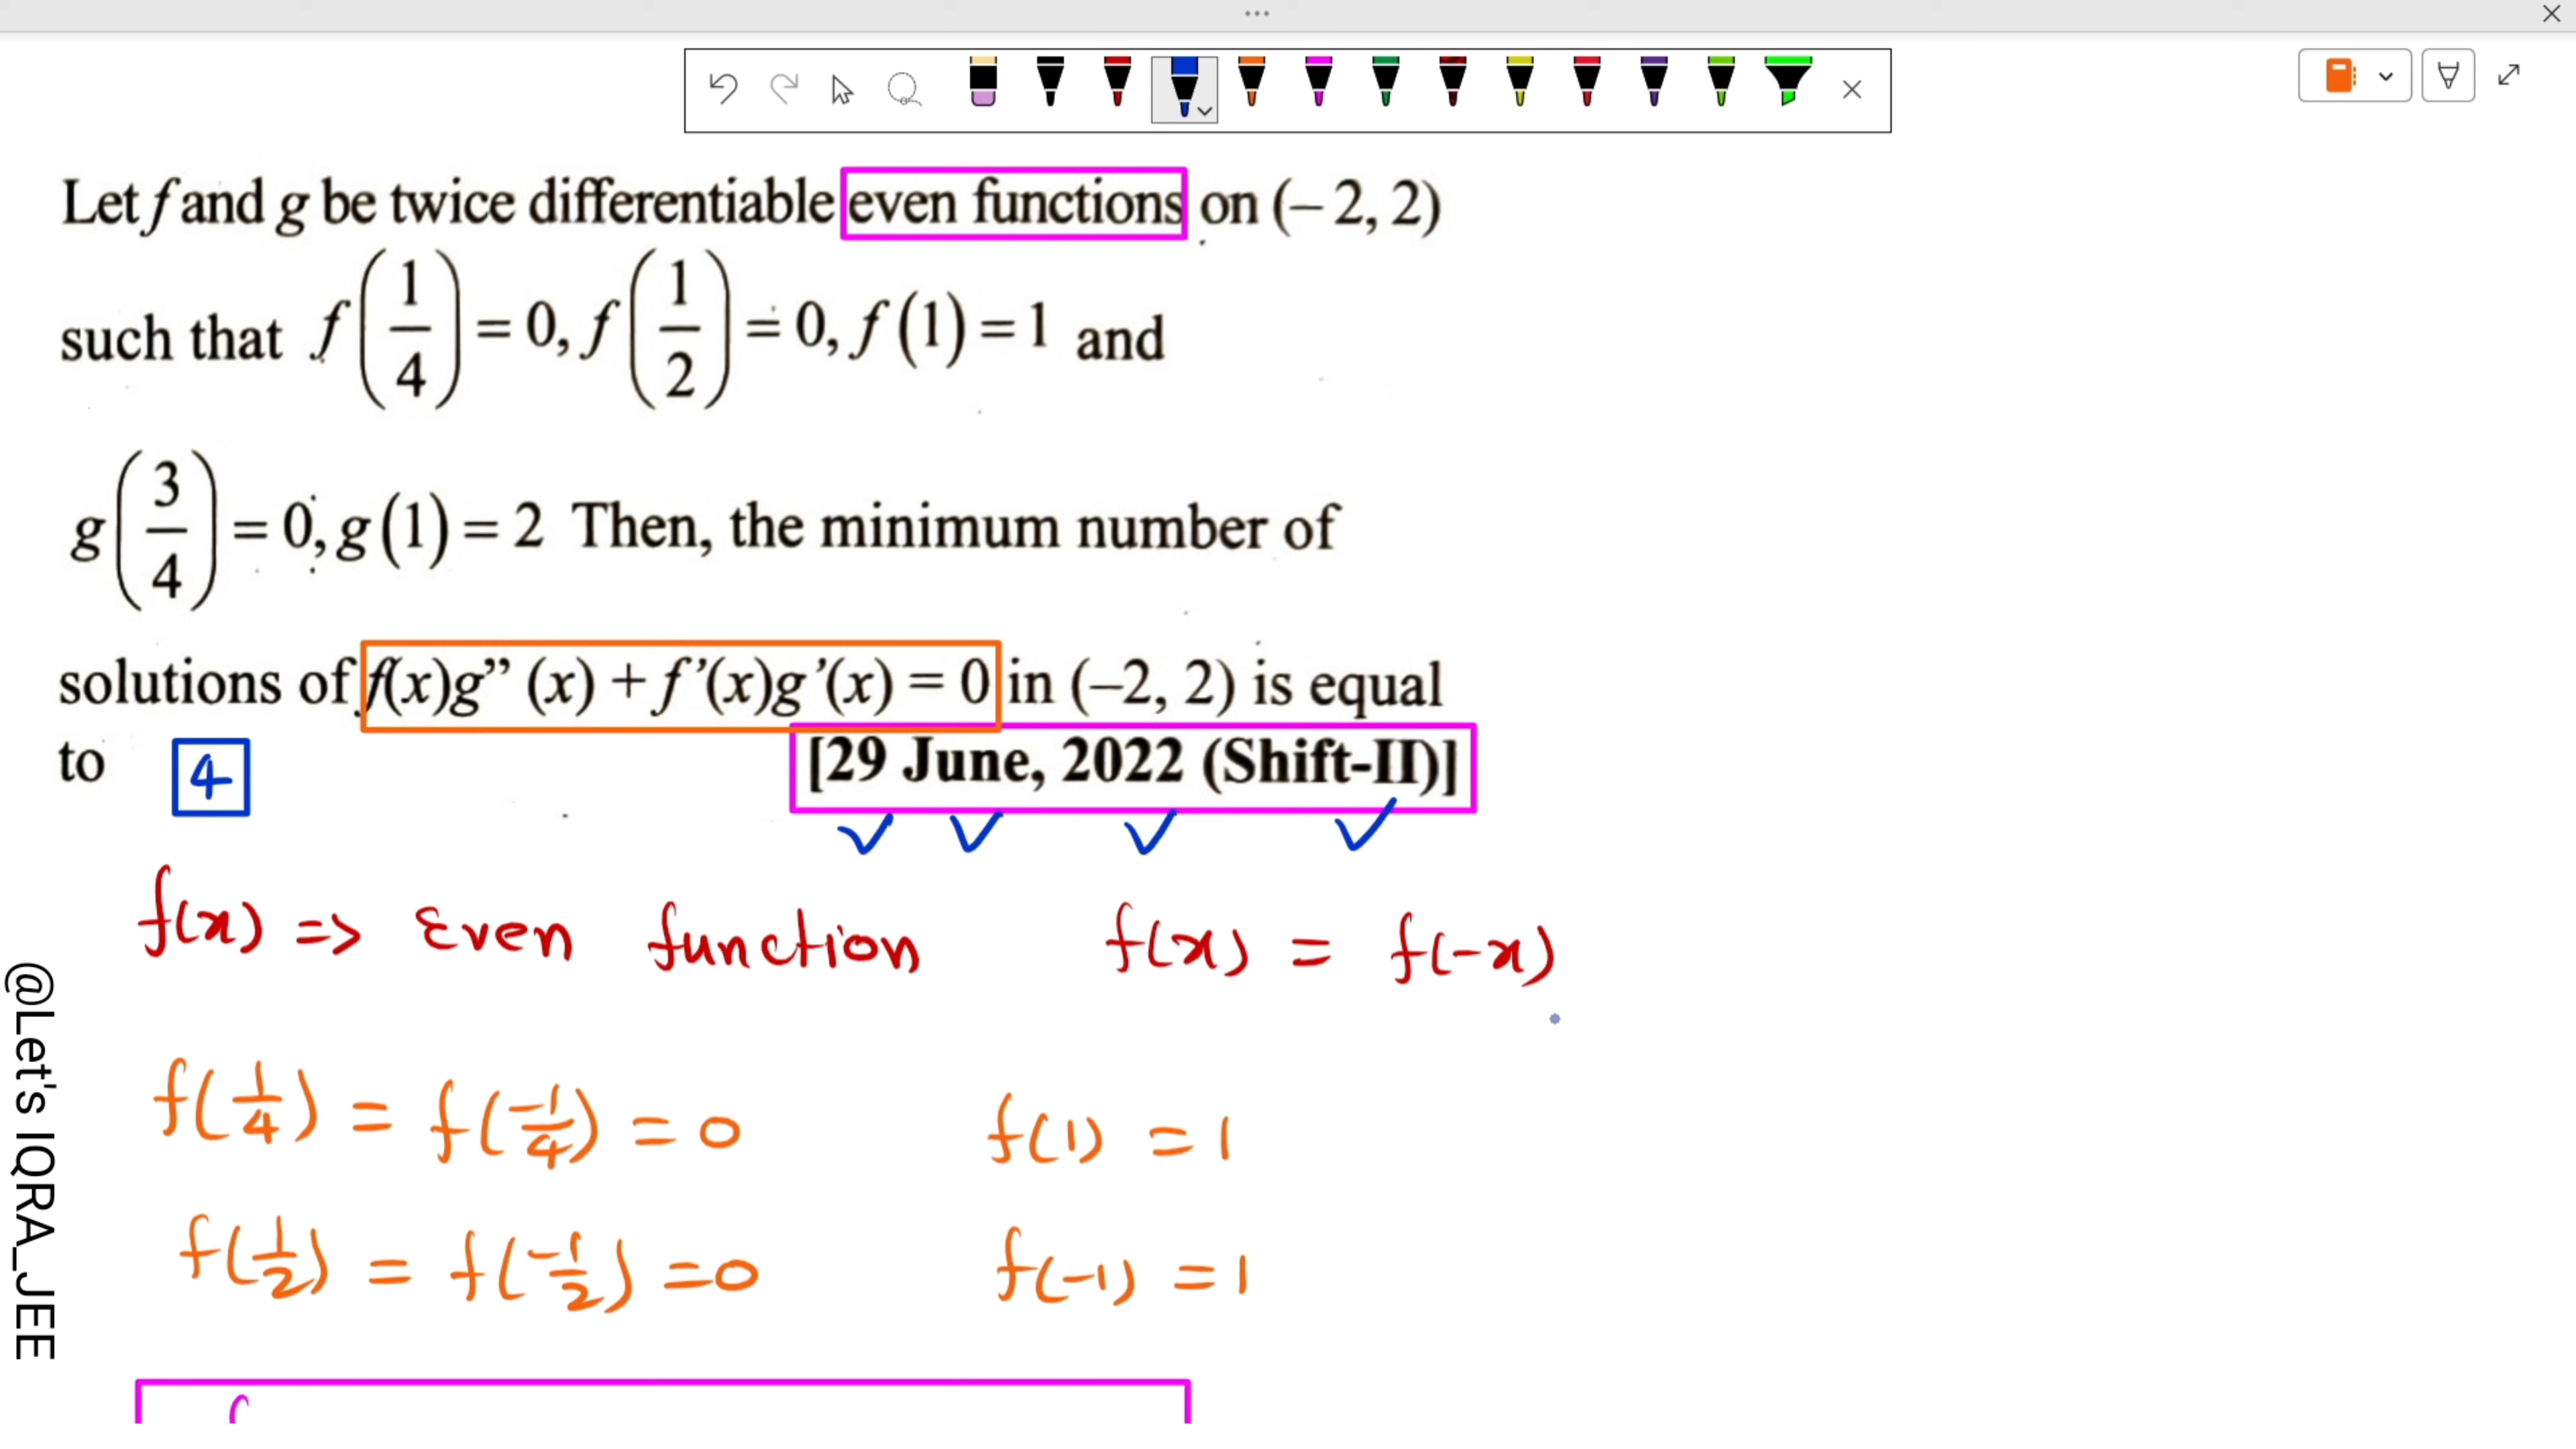 Let f and g be twice differentiable even functions on (– 2, 2)
such that f(1/4) = 0, f(1/2) = 0, f(1) = 1 and
g(3/4) = 0, g(1) = 2 Then, the minimum number of
solutions of f(x)g” (x) + f’(x)g’(x) = 0 in (–2, 2) is equal
to 4 [29 June, 2022 (Shift-II)]
f(x) => Even function f(x) = f(-x)
f(1/4) = f(-1/4) = 0 f(1) = 1
f(1/2) = f(-1/2) = 0 f(-1) = 1
@Let's IQRA_JEE